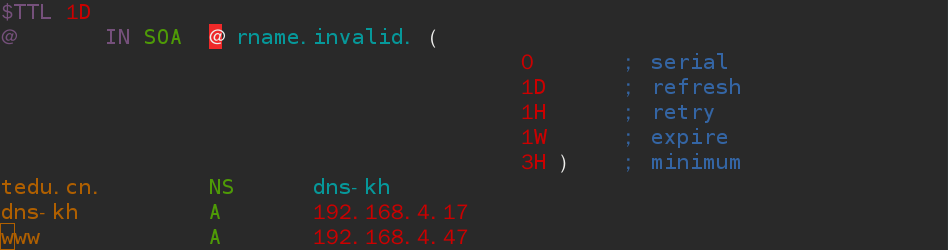 $TTL 1D
@ IN SOA @ rname.invalid. (
0 ; serial
1D ; refresh
1H ; retry
1W ; expire
3H ) ; minimum
tedu.cn. NS dns-kh
dns-kh A 192.168.4.17
www A 192.168.4.47